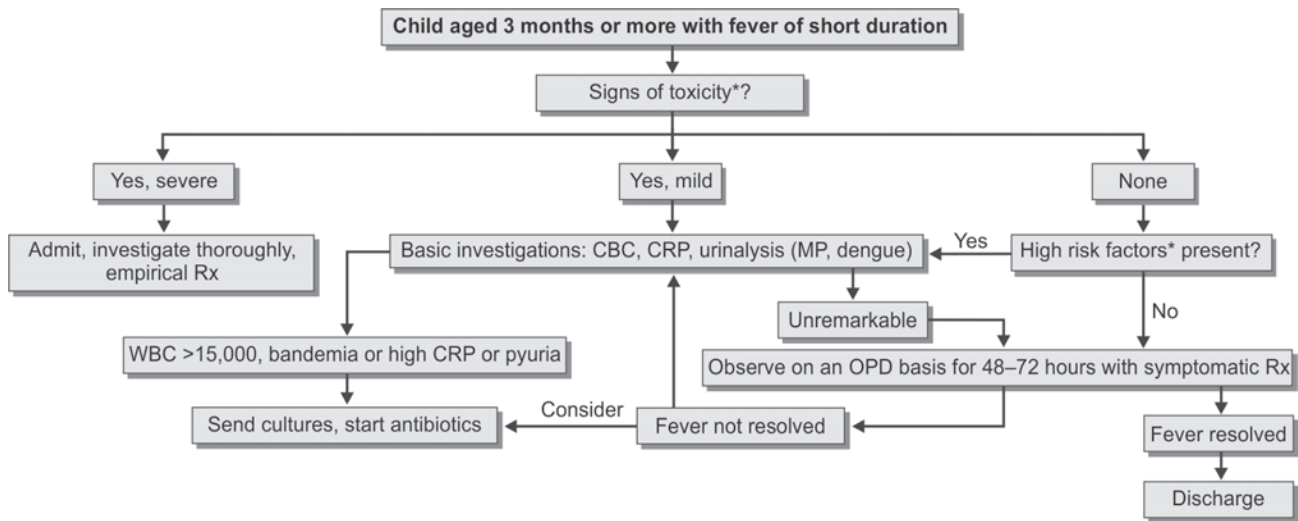 Child aged 3 months or more with fever of short duration
Signs of toxicity*?
Yes, severe
Yes, mild
None
Admit, investigate thoroughly,
empirical Rx
Basic investigations: CBC, CRP, urinalysis (MP, dengue)
Yes
High risk factors* present?
Unremarkable
No
WBC >15,000, bandemia or high CRP or pyuria
Observe on an OPD basis for 48–72 hours with symptomatic Rx
Send cultures, start antibiotics
Consider
Fever not resolved
Fever resolved
Discharge